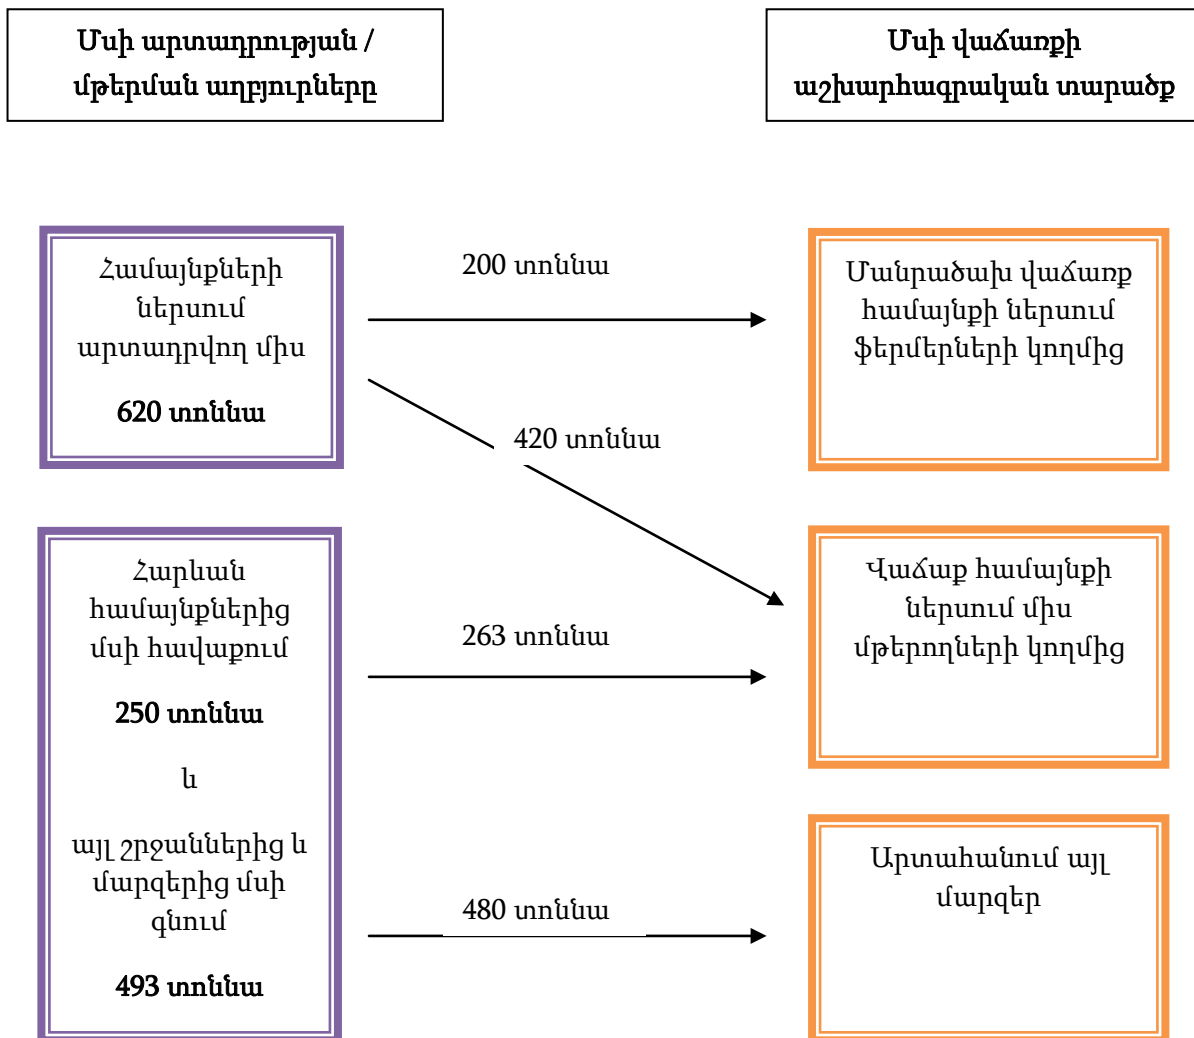 Մսի արտադրության /
մթերման աղբյուրները
Մսի վաճառքի
աշխարհագրական տարածք
Համայնքների
ներսում
արտադրվող միս
620 տոննա
200 տոննա
Մանրածախ վաճառք
համայնքի ներսում
ֆերմերների կողմից
420 տոննա
Հարևան
համայնքներից
մսի հավաքում
250 տոննա
և
այլ շրջաններից և
մարզերից մսի
գնում
493 տոննա
263 տոննա
Վաճաք համայնքի
ներսում միս
մթերողների կողմից
480 տոննա
Արտահանում այլ
մարզեր